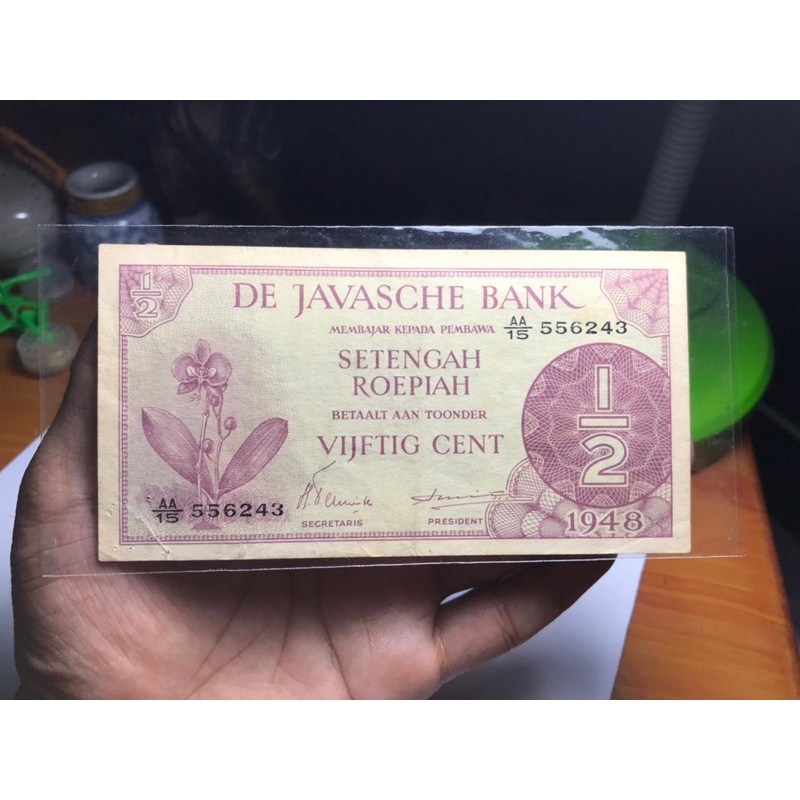 1/2
DE JAVASCHE BANK
MEMBAJAR KEPADA PEMBAWA
AA/15 556243
SETENGAH
ROEPIAH
BETAALT AAN TOONDER
VIJFTIG CENT
1/2
AA/15 556243
SECRETARIS
PRESIDENT
1948